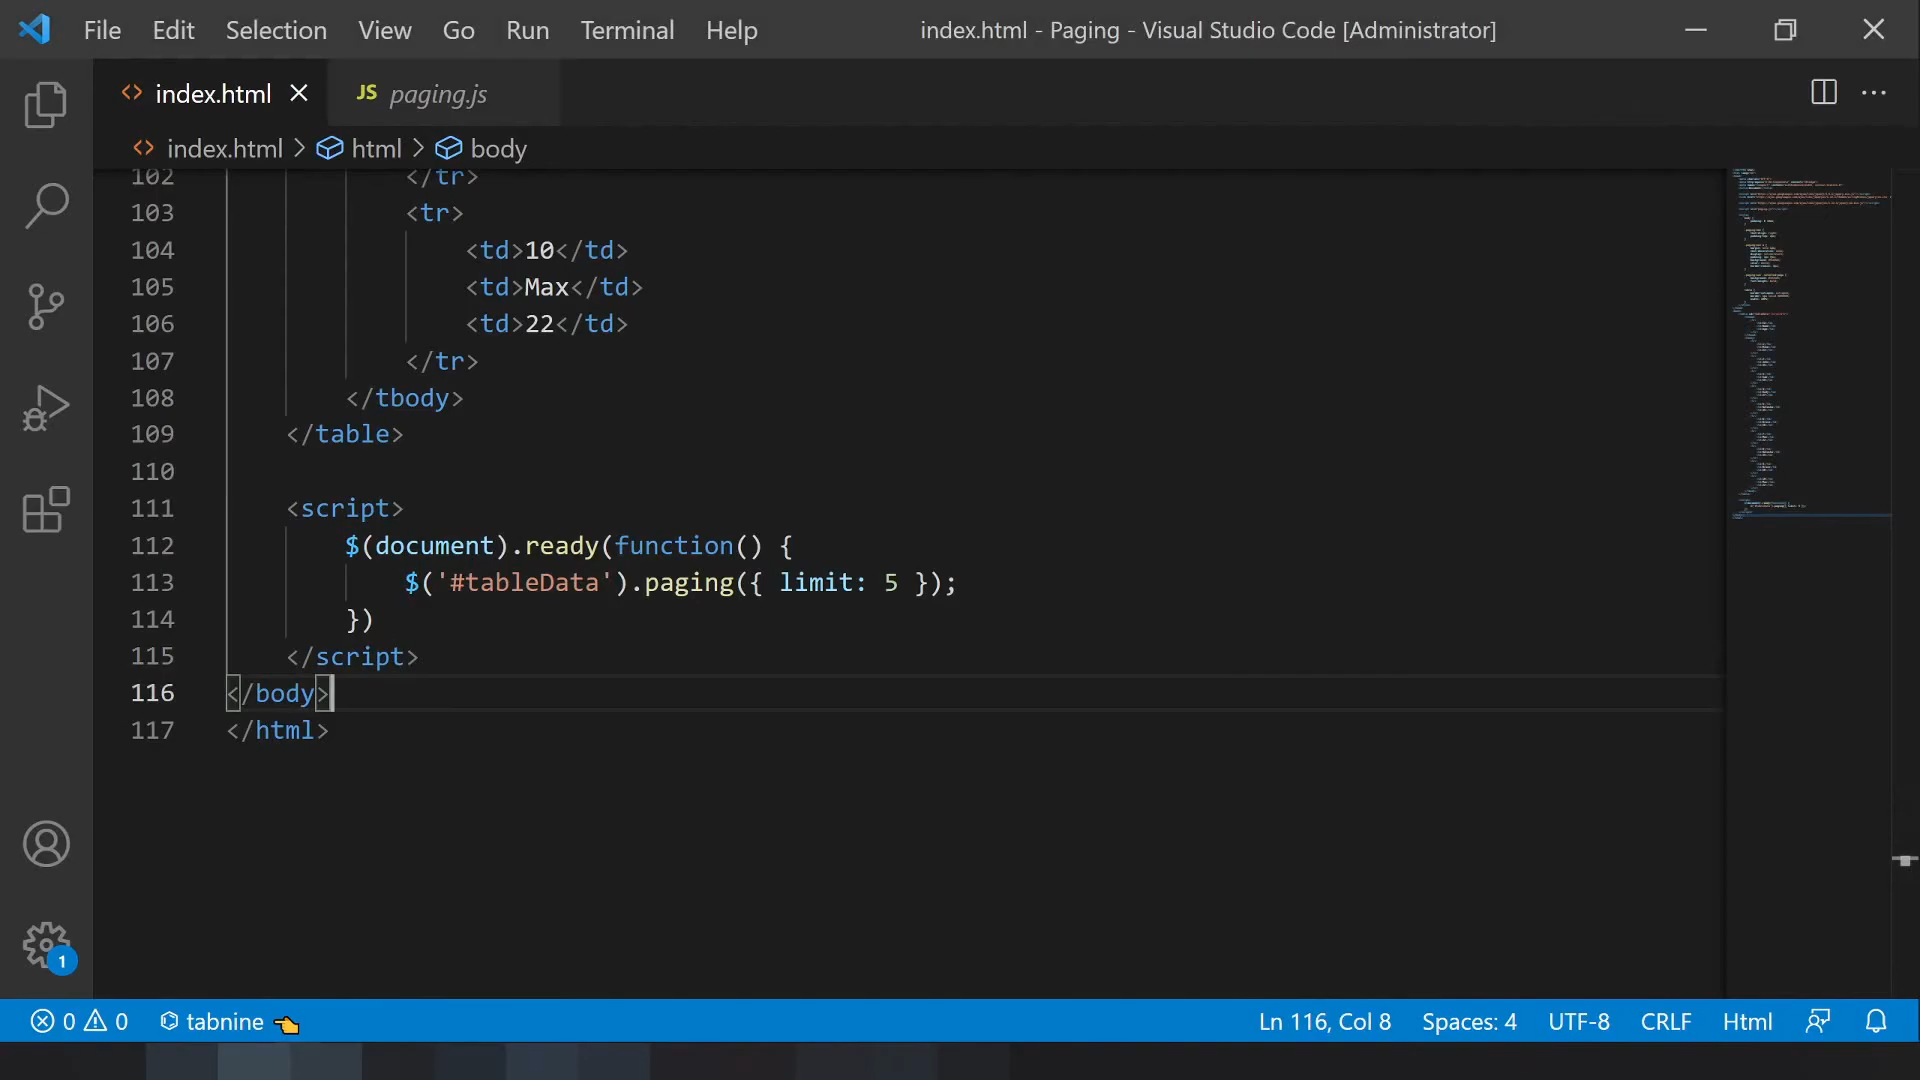 File Edit Selection View Go Run Terminal Help index.html - Paging - Visual Studio Code [Administrator]
<> index.html × JS paging.js ···
<> index.html > html > body
102 </tr>
103 <tr>
104 <td>10</td>
105 <td>Max</td>
106 <td>22</td>
107 </tr>
108 </tbody>
109 </table>
110
111 <script>
112 $(document).ready(function() {
113 $('#tableData').paging({ limit: 5 });
114 })
115 </script>
116 </body>
117 </html>
1
0 0 tabnine Ln 116, Col 8 Spaces: 4 UTF-8 CRLF Html